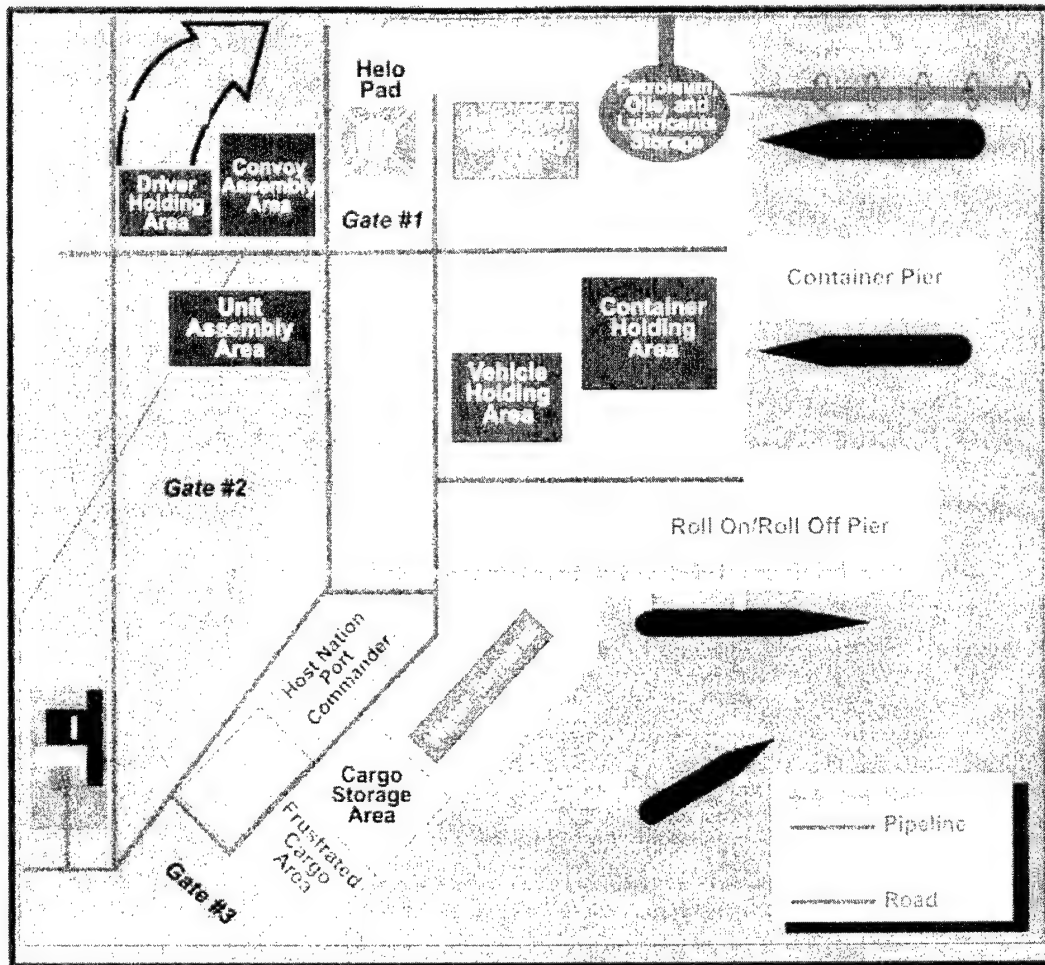 Helo
Pad
Petroleum
Oils, and
Lubricants
Storage
Driver
Holding
Area
Convoy
Assembly
Area
Gate #1
Container Pier
Unit
Assembly
Area
Container
Holding
Area
Vehicle
Holding
Area
Gate #2
Roll On/Roll Off Pier
Host Nation
Port
Commander
Cargo
Storage
Area
Frustrated
Cargo
Area
Gate #3
Pipeline
Road